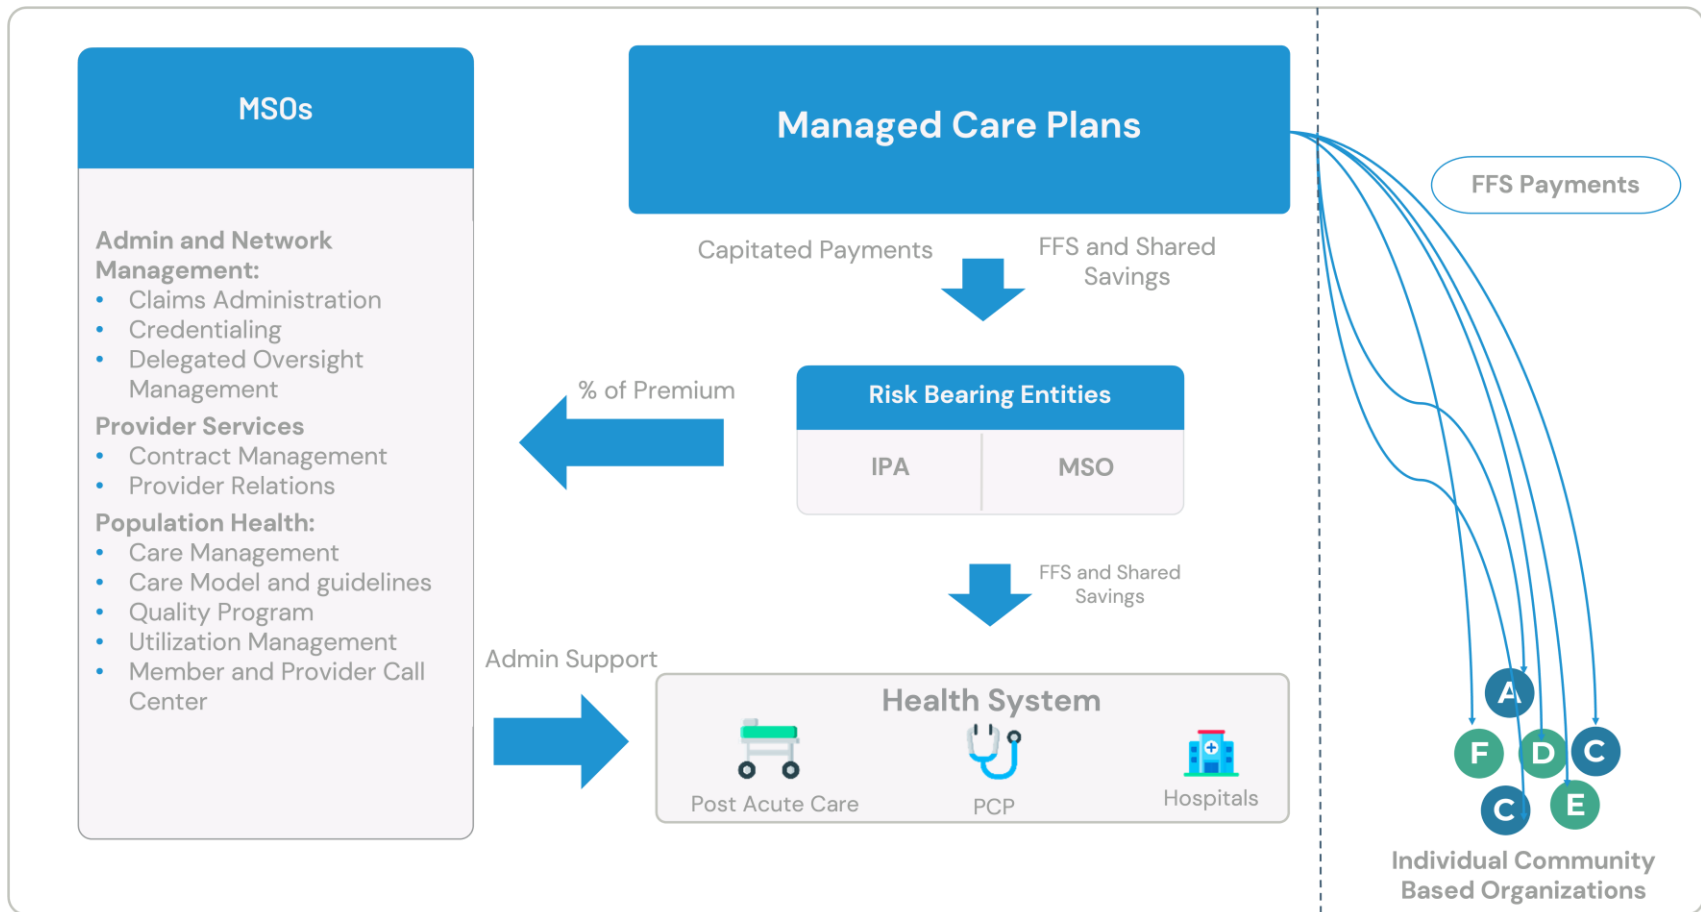 MSOs
Admin and Network
Management:
• Claims Administration
• Credentialing
• Delegated Oversight
Management
Provider Services
• Contract Management
• Provider Relations
Population Health:
• Care Management
• Care Model and guidelines
• Quality Program
• Utilization Management
• Member and Provider Call
Center
Managed Care Plans
Capitated Payments
FFS and Shared
Savings
% of Premium
Risk Bearing Entities
IPA
MSO
FFS and Shared
Savings
Admin Support
Health System
Post Acute Care
PCP
Hospitals
FFS Payments
A
F
D
C
C
E
Individual Community
Based Organizations